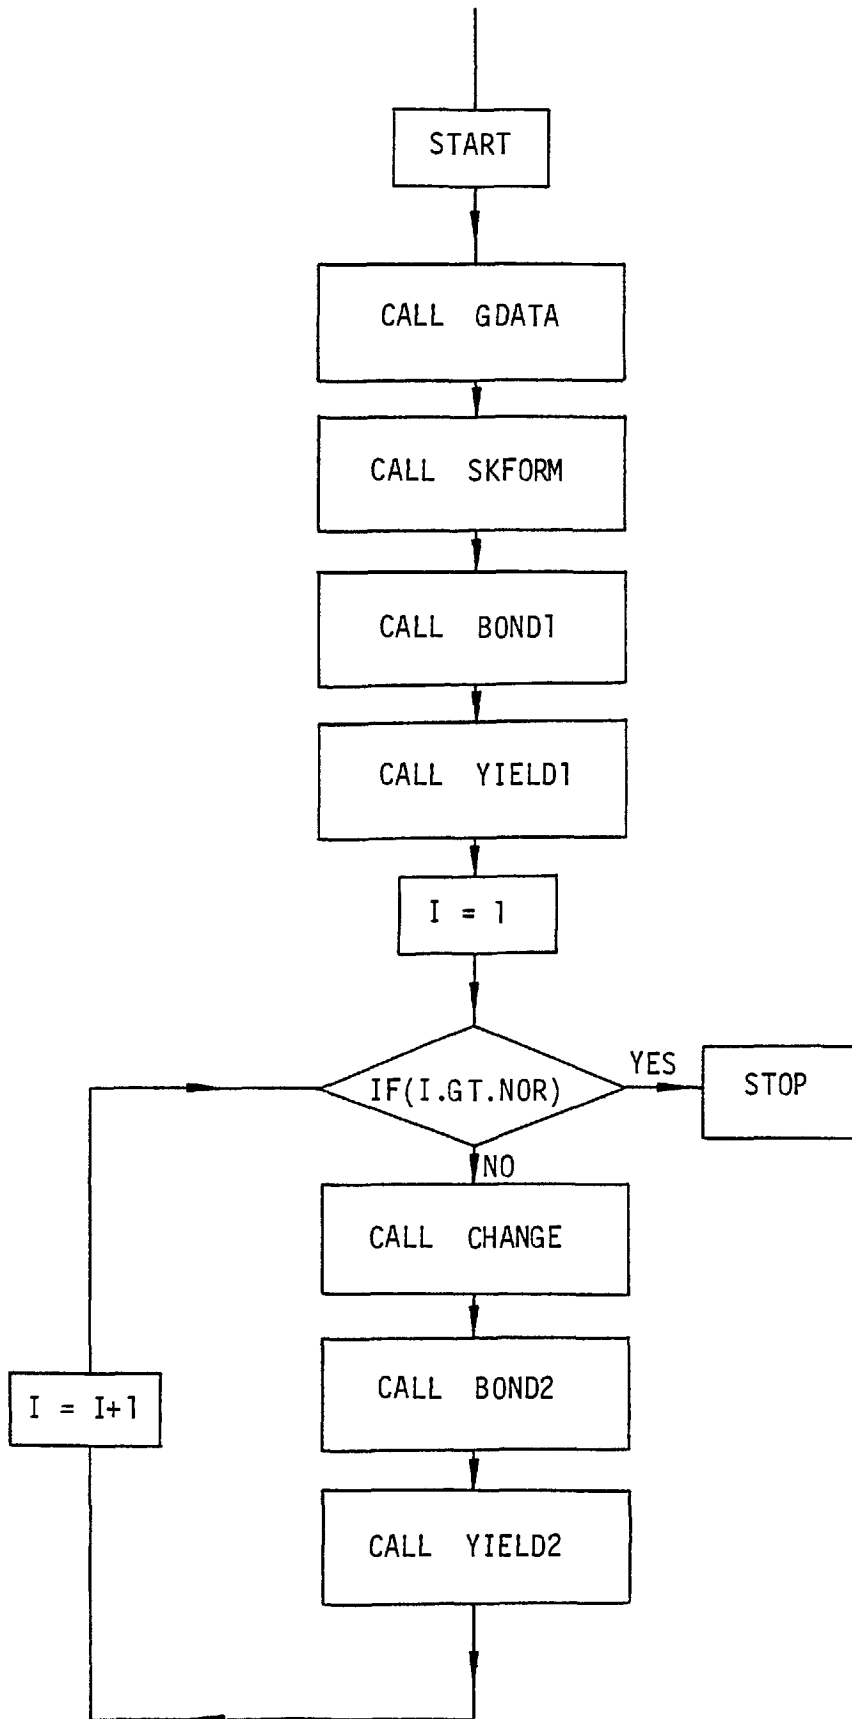 START
CALL GDATA
CALL SKFORM
CALL BOND1
CALL YIELD1
I = 1
IF(I.GT.NOR)
YES
STOP
NO
CALL CHANGE
CALL BOND2
I = I+1
CALL YIELD2